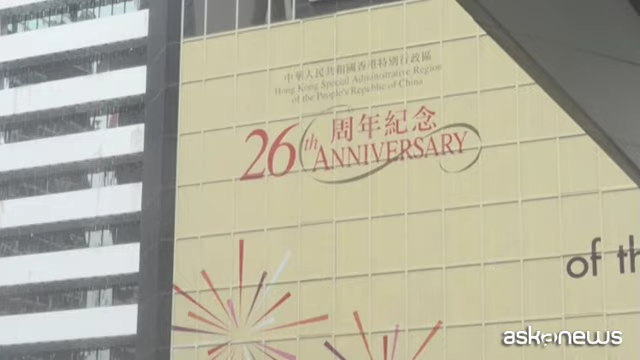 中華人民共和國香港特別行政區
Hong Kong Special Administrative Region
of the People's Republic of China
周年紀念
26th ANNIVERSARY
of th
askanews